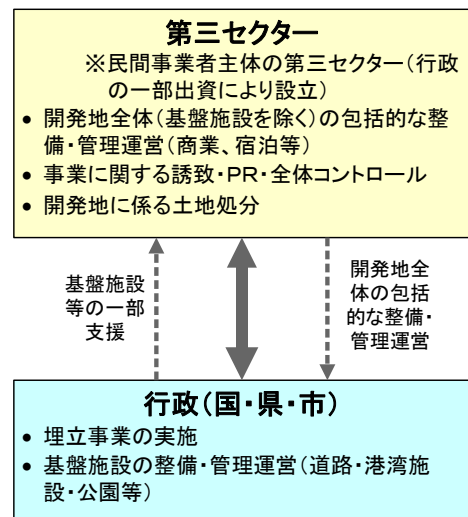 第三セクター
※民間事業者主体の第三セクター（行政
の一部出資により設立）
• 開発地全体（基盤施設を除く）の包括的な整
備・管理運営（商業、宿泊等）
• 事業に関する誘致・PR・全体コントロール
• 開発地に係る土地処分
基盤施設
等の一部
支援
開発地全
体の包括
的な整備・
管理運営
行政（国・県・市）
• 埋立事業の実施
• 基盤施設の整備・管理運営（道路・港湾施
設・公園等）